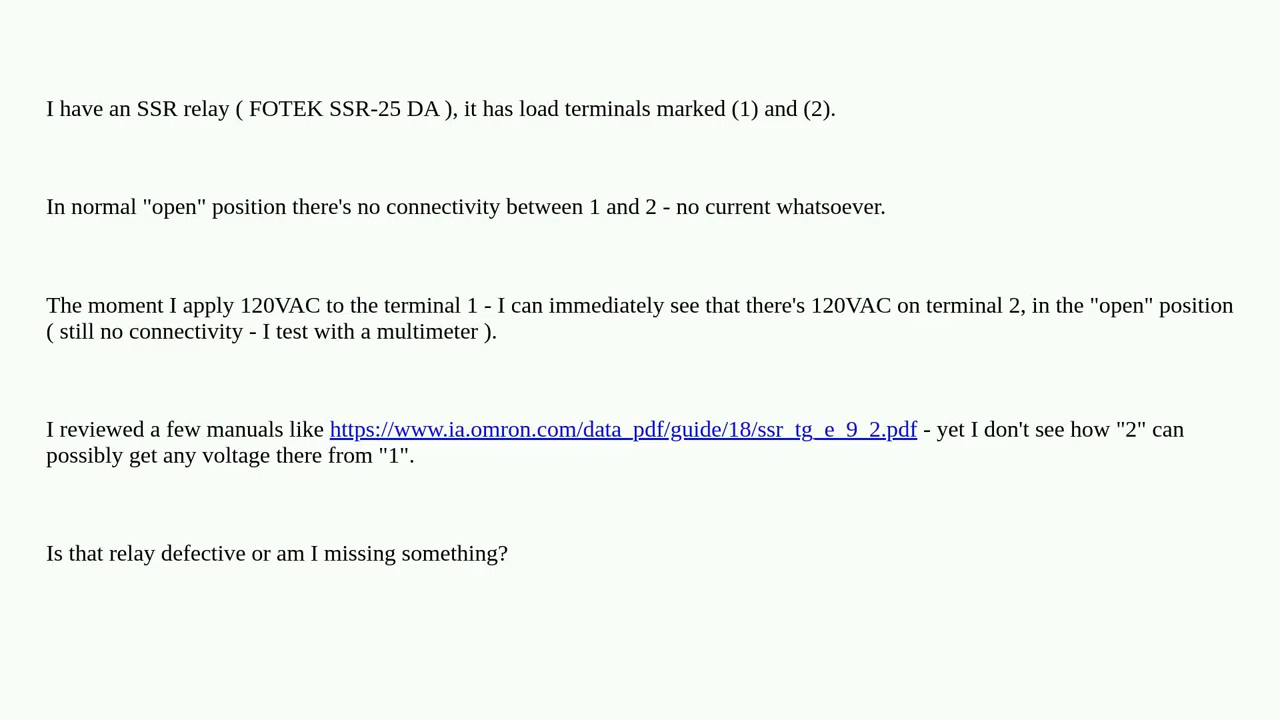 I have an SSR relay ( FOTEK SSR-25 DA ), it has load terminals marked (1) and (2).
In normal "open" position there's no connectivity between 1 and 2 - no current whatsoever.
The moment I apply 120VAC to the terminal 1 - I can immediately see that there's 120VAC on terminal 2, in the "open" position
( still no connectivity - I test with a multimeter ).
I reviewed a few manuals like https://www.ia.omron.com/data_pdf/guide/18/ssr_tg_e_9_2.pdf - yet I don't see how "2" can
possibly get any voltage there from "1".
Is that relay defective or am I missing something?